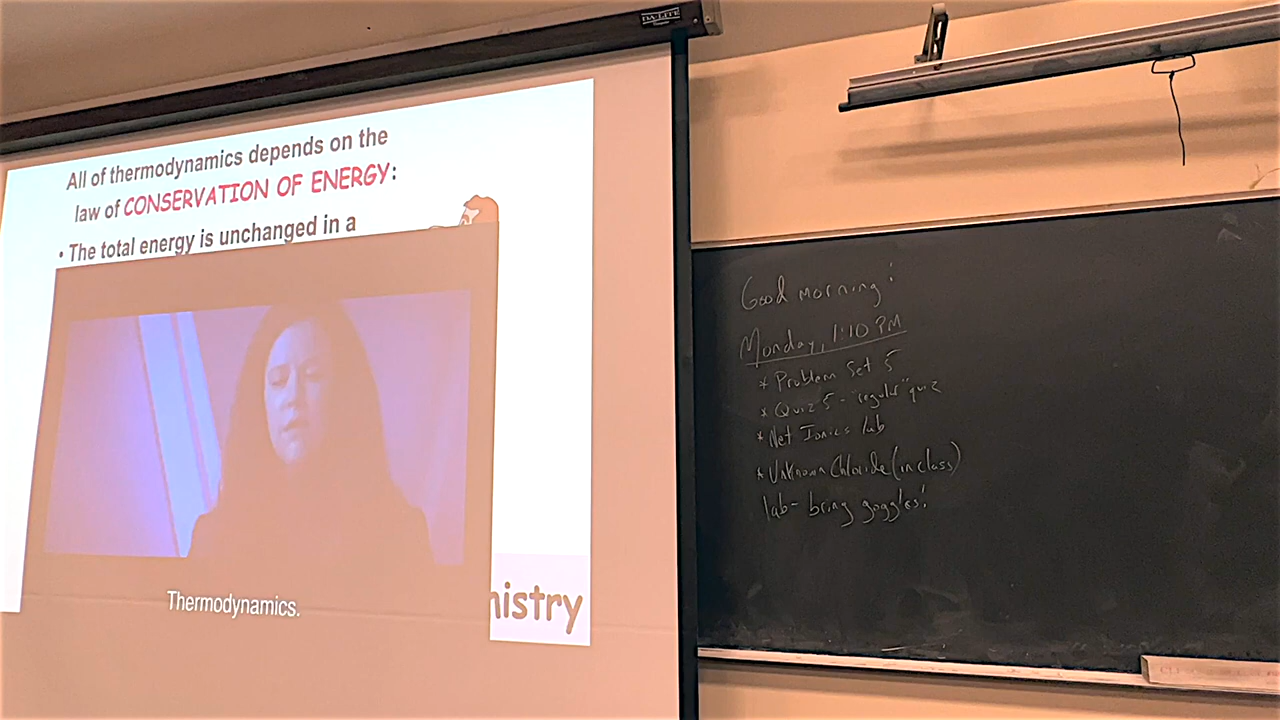 DA-LITE
All of thermodynamics depends on the
law of CONSERVATION OF ENERGY:
• The total energy is unchanged in a
Thermodynamics.
nistry
Good morning!
Monday, 1:10 PM
* Problem Set 5
* Quiz 5 - "regular" quiz
* Net Ionics lab
* Unknown Chloride (in class)
lab - bring goggles!